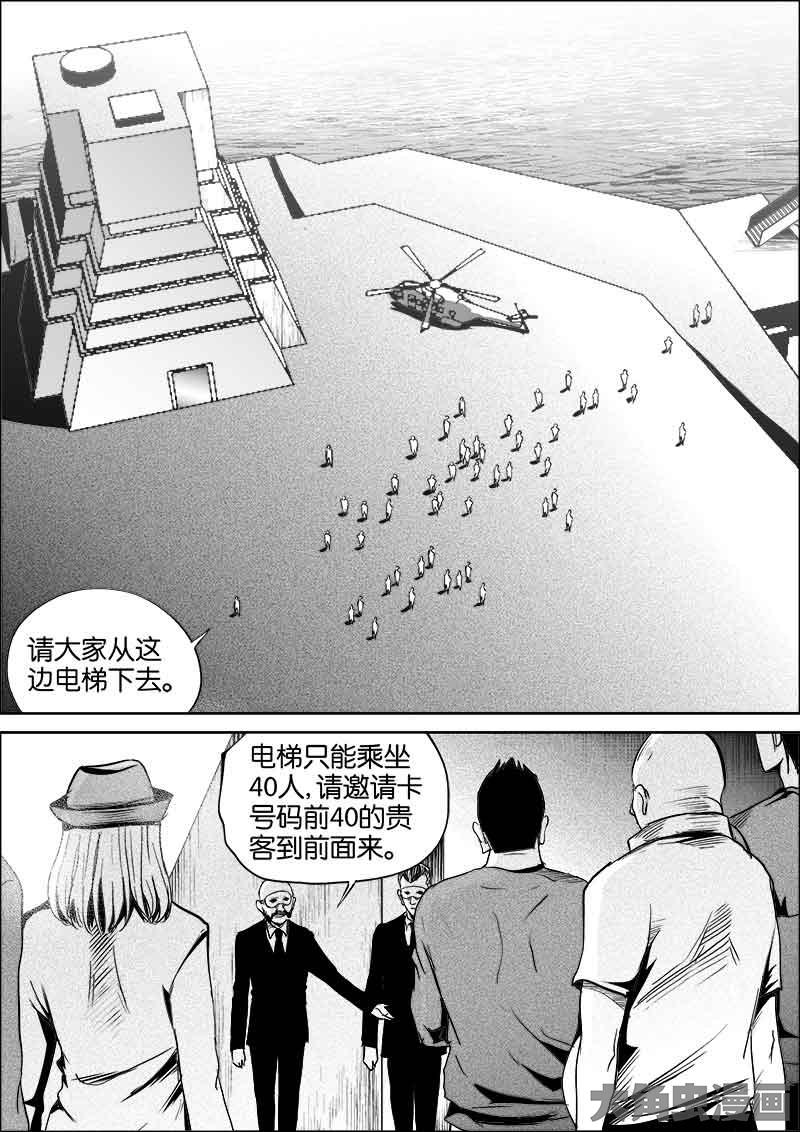 请大家从这
边电梯下去。
电梯只能乘坐
40人,请邀请卡
号码前40的贵
客到前面来。
大角虫漫画